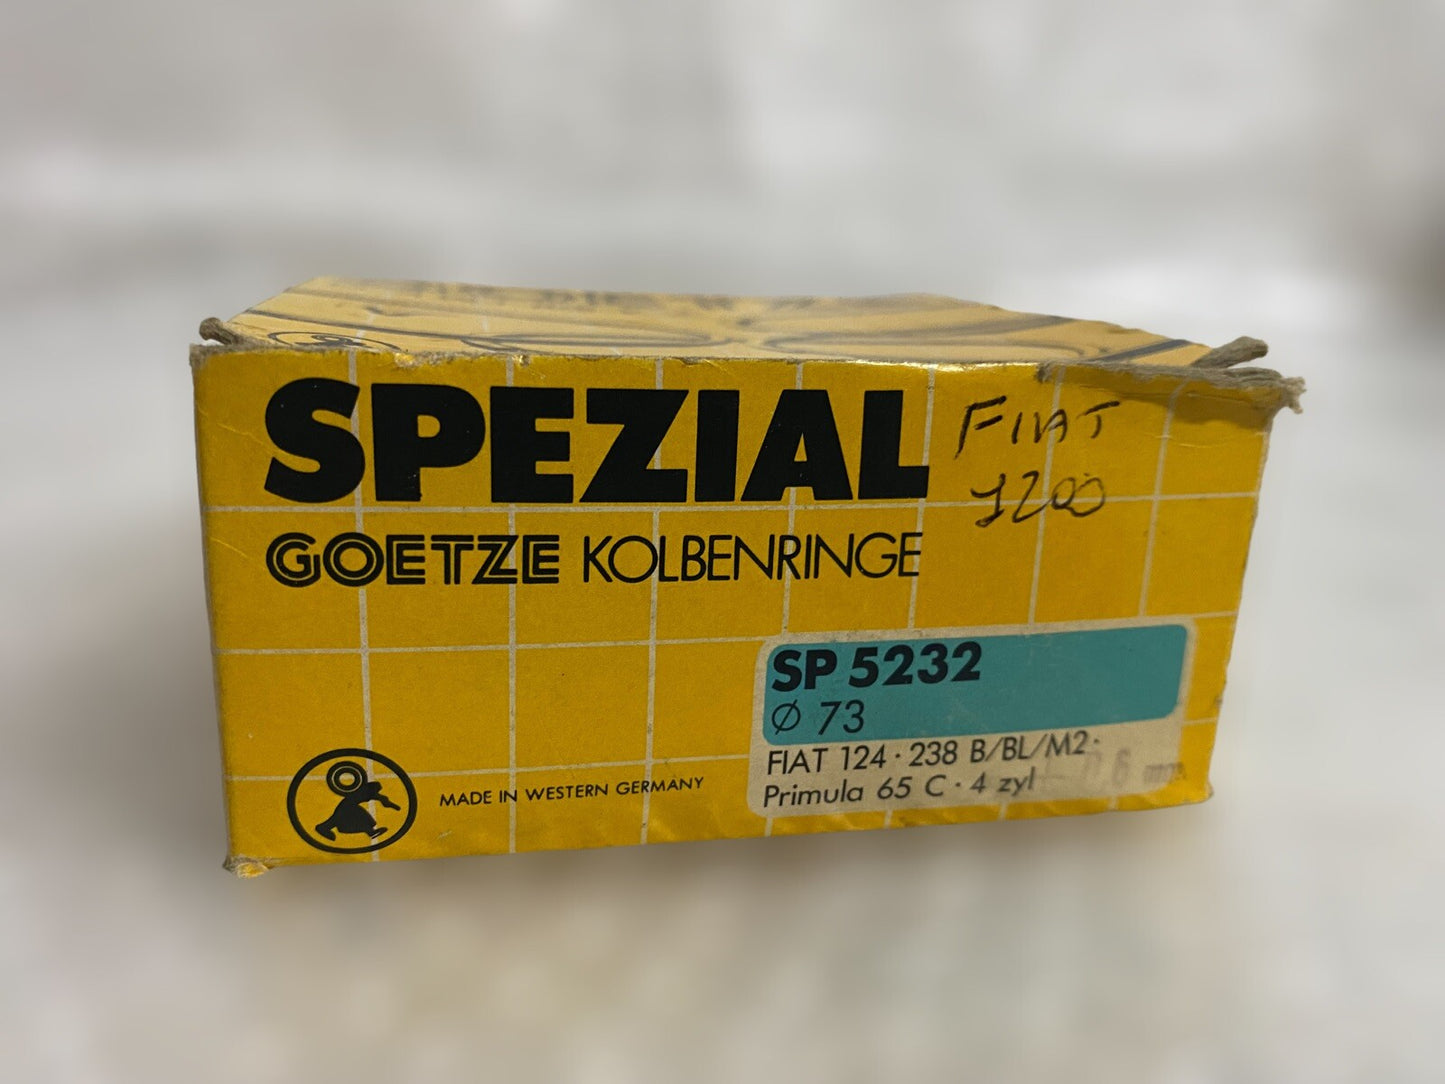 SPEZIAL
FIAT
1200
GOETZE KOLBENRINGE
SP 5232
Ø 73
FIAT 124 · 238 B/BL/M2 ·
Primula 65 C · 4 zyl
MADE IN WESTERN GERMANY